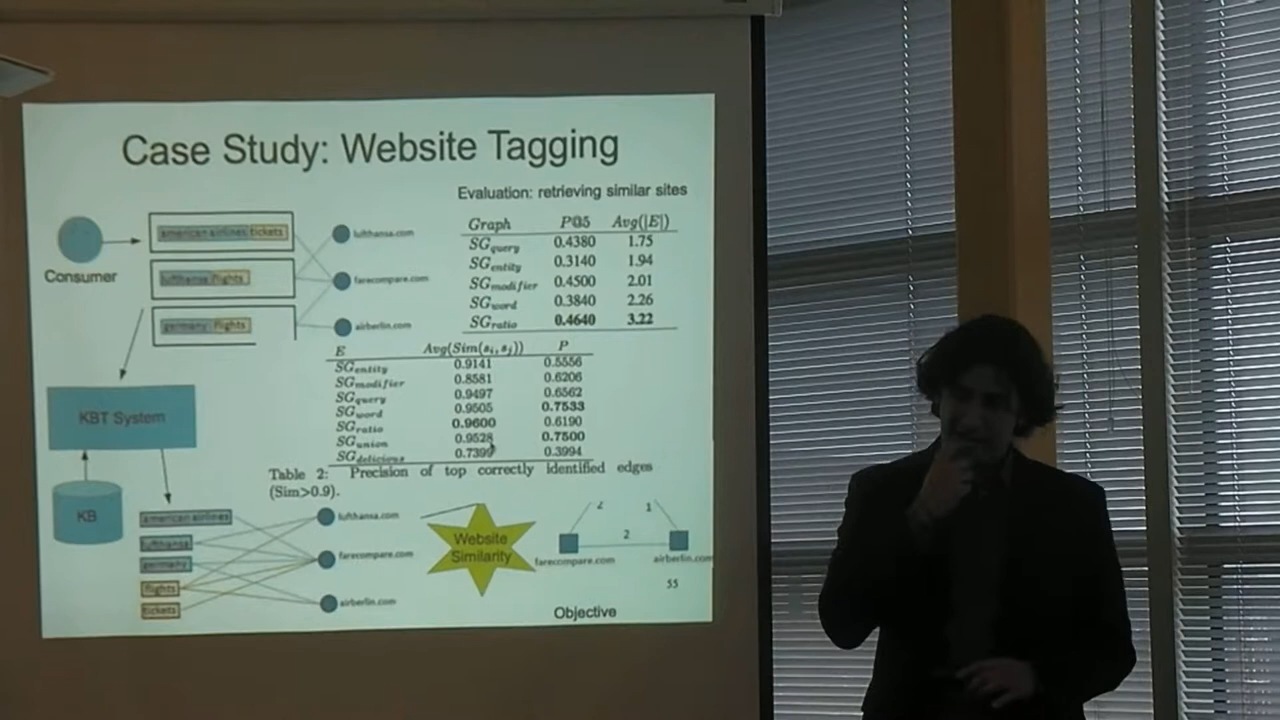 Case Study: Website Tagging
Evaluation: retrieving similar sites
Consumer
american airlines tickets
lufthansa flights
germany flights
lufthansa.com
farecompare.com
airberlin.com
Graph P@5 Avg(|E|)
SGquery 0.4380 1.75
SGentity 0.3140 1.94
SGmodifier 0.4500 2.01
SGword 0.3840 2.26
SGratio 0.4640 3.22
E Avg(Sim(si, sj)) P
SGentity 0.9141 0.5556
SGmodifier 0.8581 0.6206
SGquery 0.9497 0.6562
SGword 0.9505 0.7533
SGratio 0.9600 0.6190
SGunion 0.9528 0.7500
SGdelicious 0.7399 0.3994
Table 2: Precision of top correctly identified edges
(Sim>0.9).
KBT System
KB
american airlines
lufthansa
germany
flights
tickets
lufthansa.com
farecompare.com
airberlin.com
Website
Similarity
2 1
2
farecompare.com airberlin.com
55
Objective